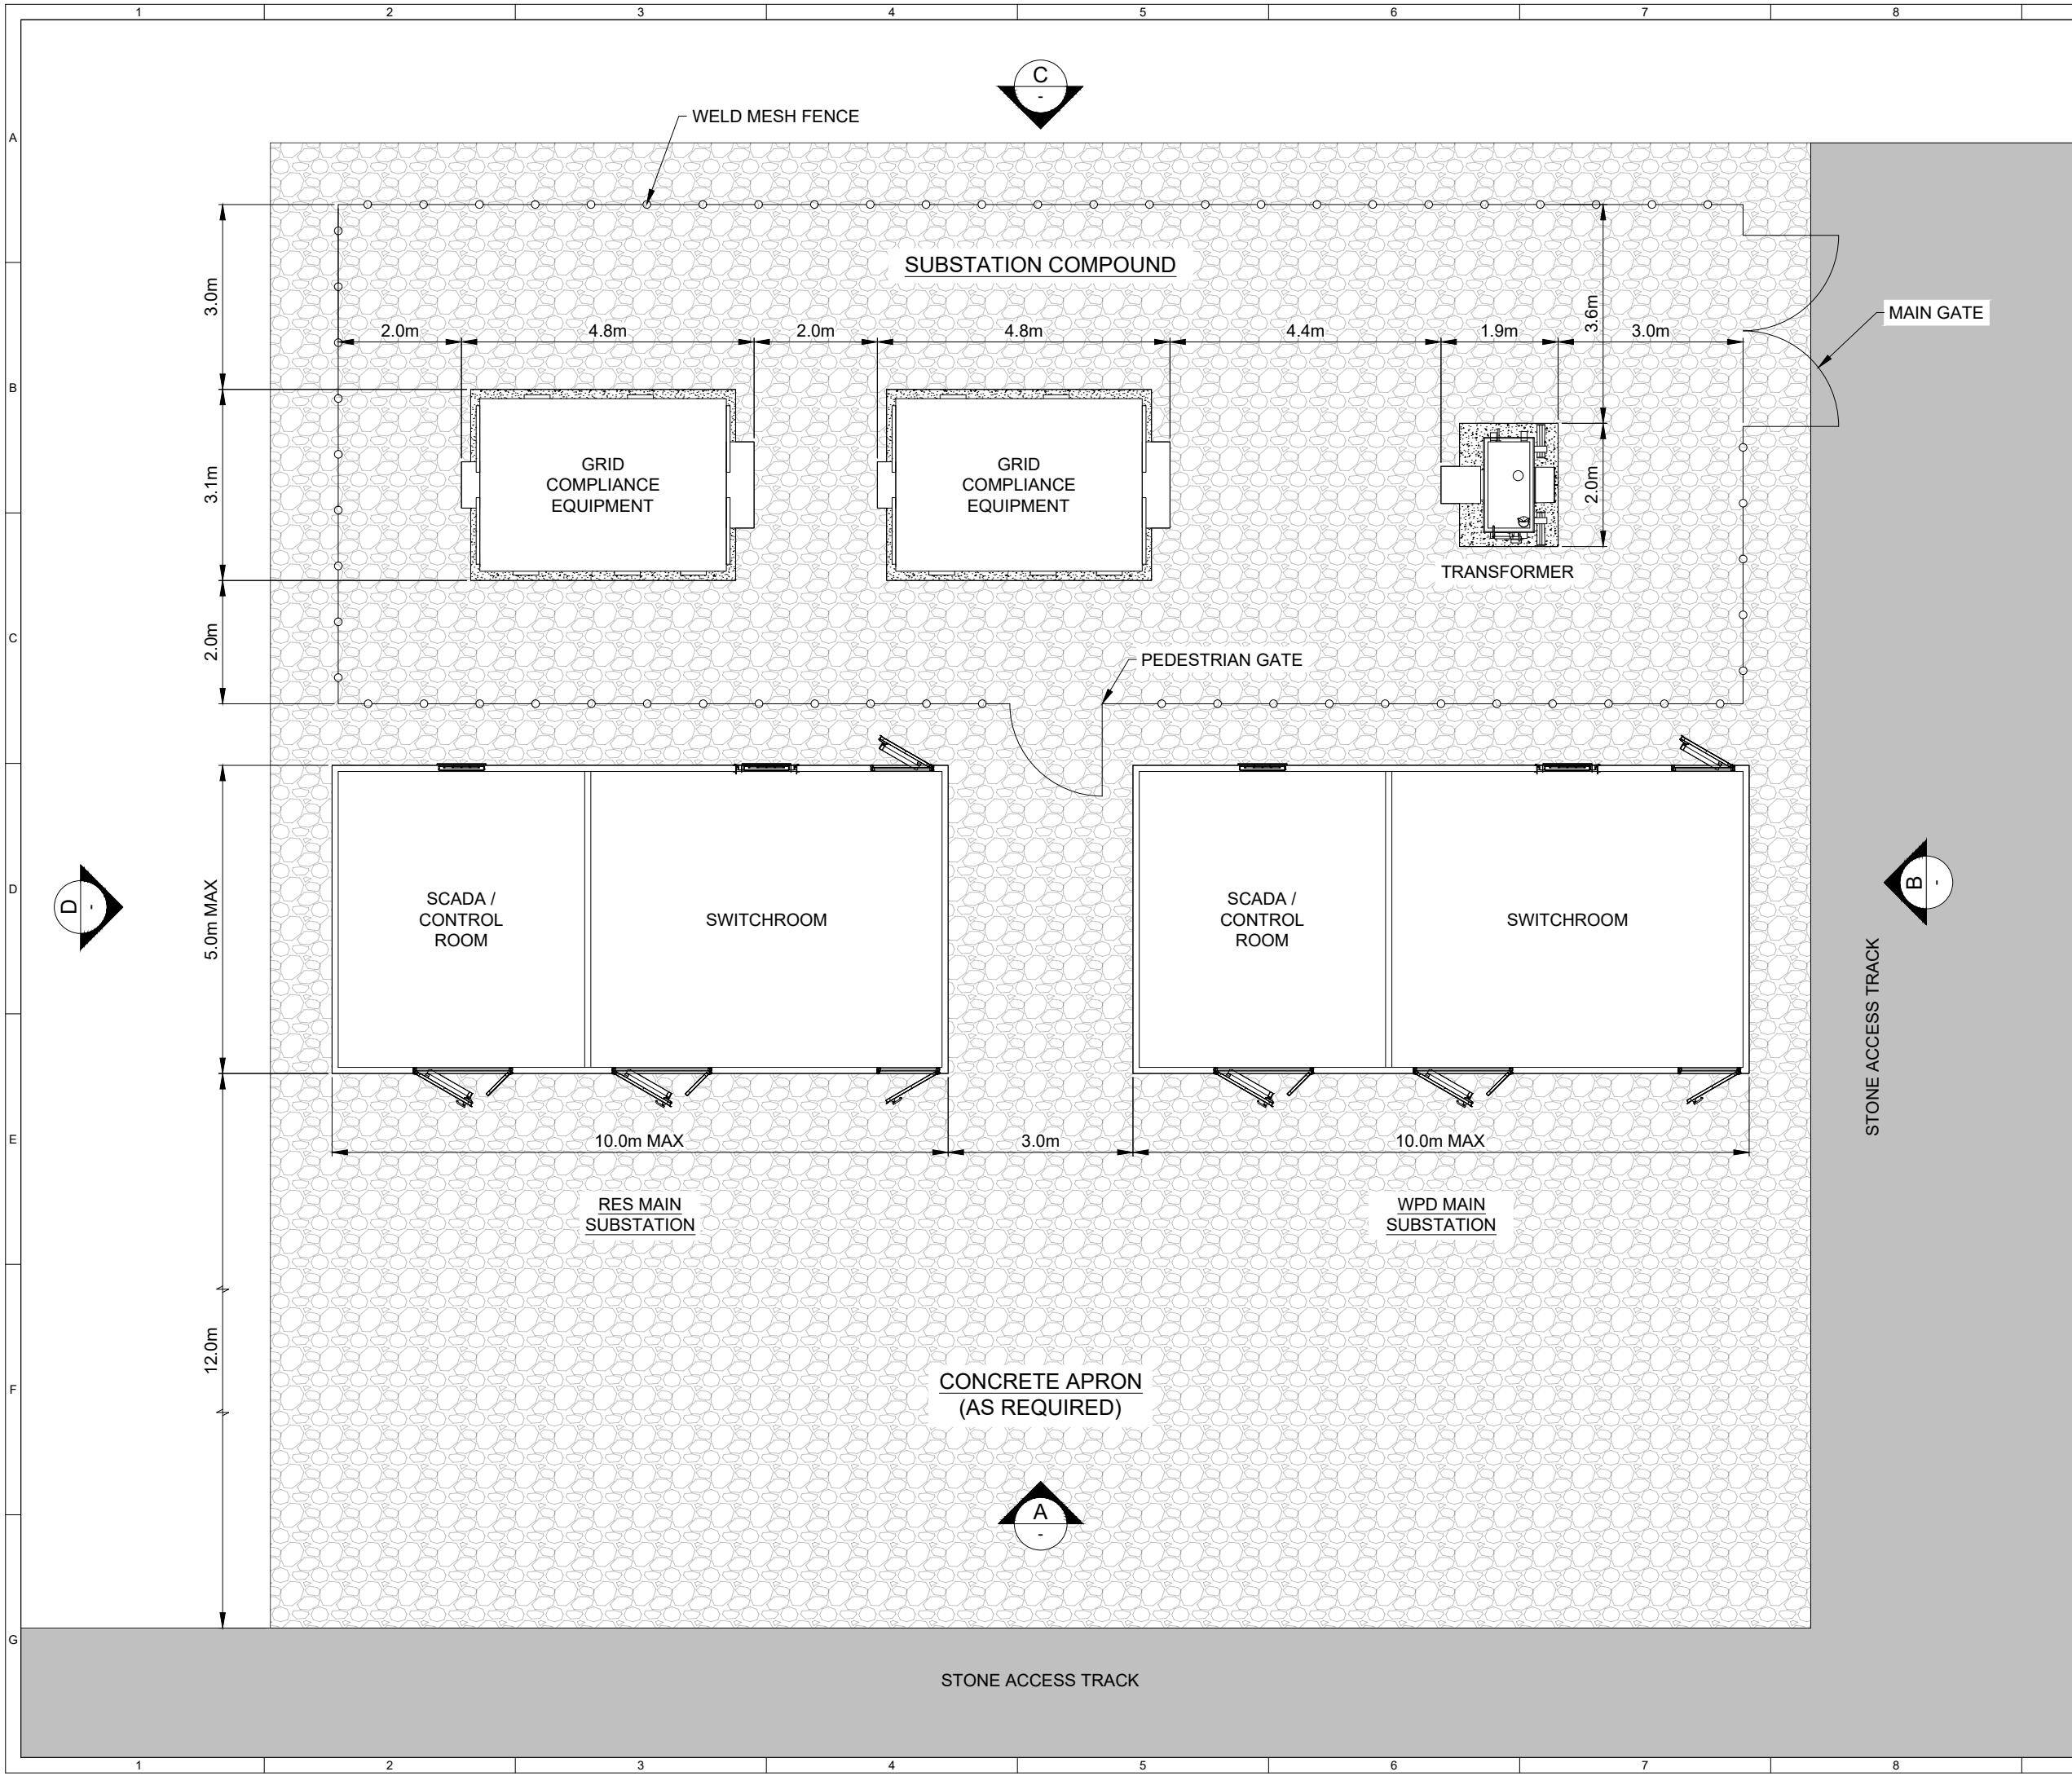 1 2 3 4 5 6 7 8
C
-
WELD MESH FENCE
A
SUBSTATION COMPOUND
3.0m
3.6m
MAIN GATE
2.0m 4.8m 2.0m 4.8m 4.4m 1.9m 3.0m
B
GRID
COMPLIANCE
EQUIPMENT
GRID
COMPLIANCE
EQUIPMENT
3.1m
2.0m
TRANSFORMER
C
2.0m
PEDESTRIAN GATE
D
D
-
5.0m MAX
SCADA /
CONTROL
ROOM
SWITCHROOM
SCADA /
CONTROL
ROOM
SWITCHROOM
B
-
STONE ACCESS TRACK
E
10.0m MAX 3.0m 10.0m MAX
RES MAIN
SUBSTATION
WPD MAIN
SUBSTATION
12.0m
F
CONCRETE APRON
(AS REQUIRED)
A
-
G
STONE ACCESS TRACK
1 2 3 4 5 6 7 8